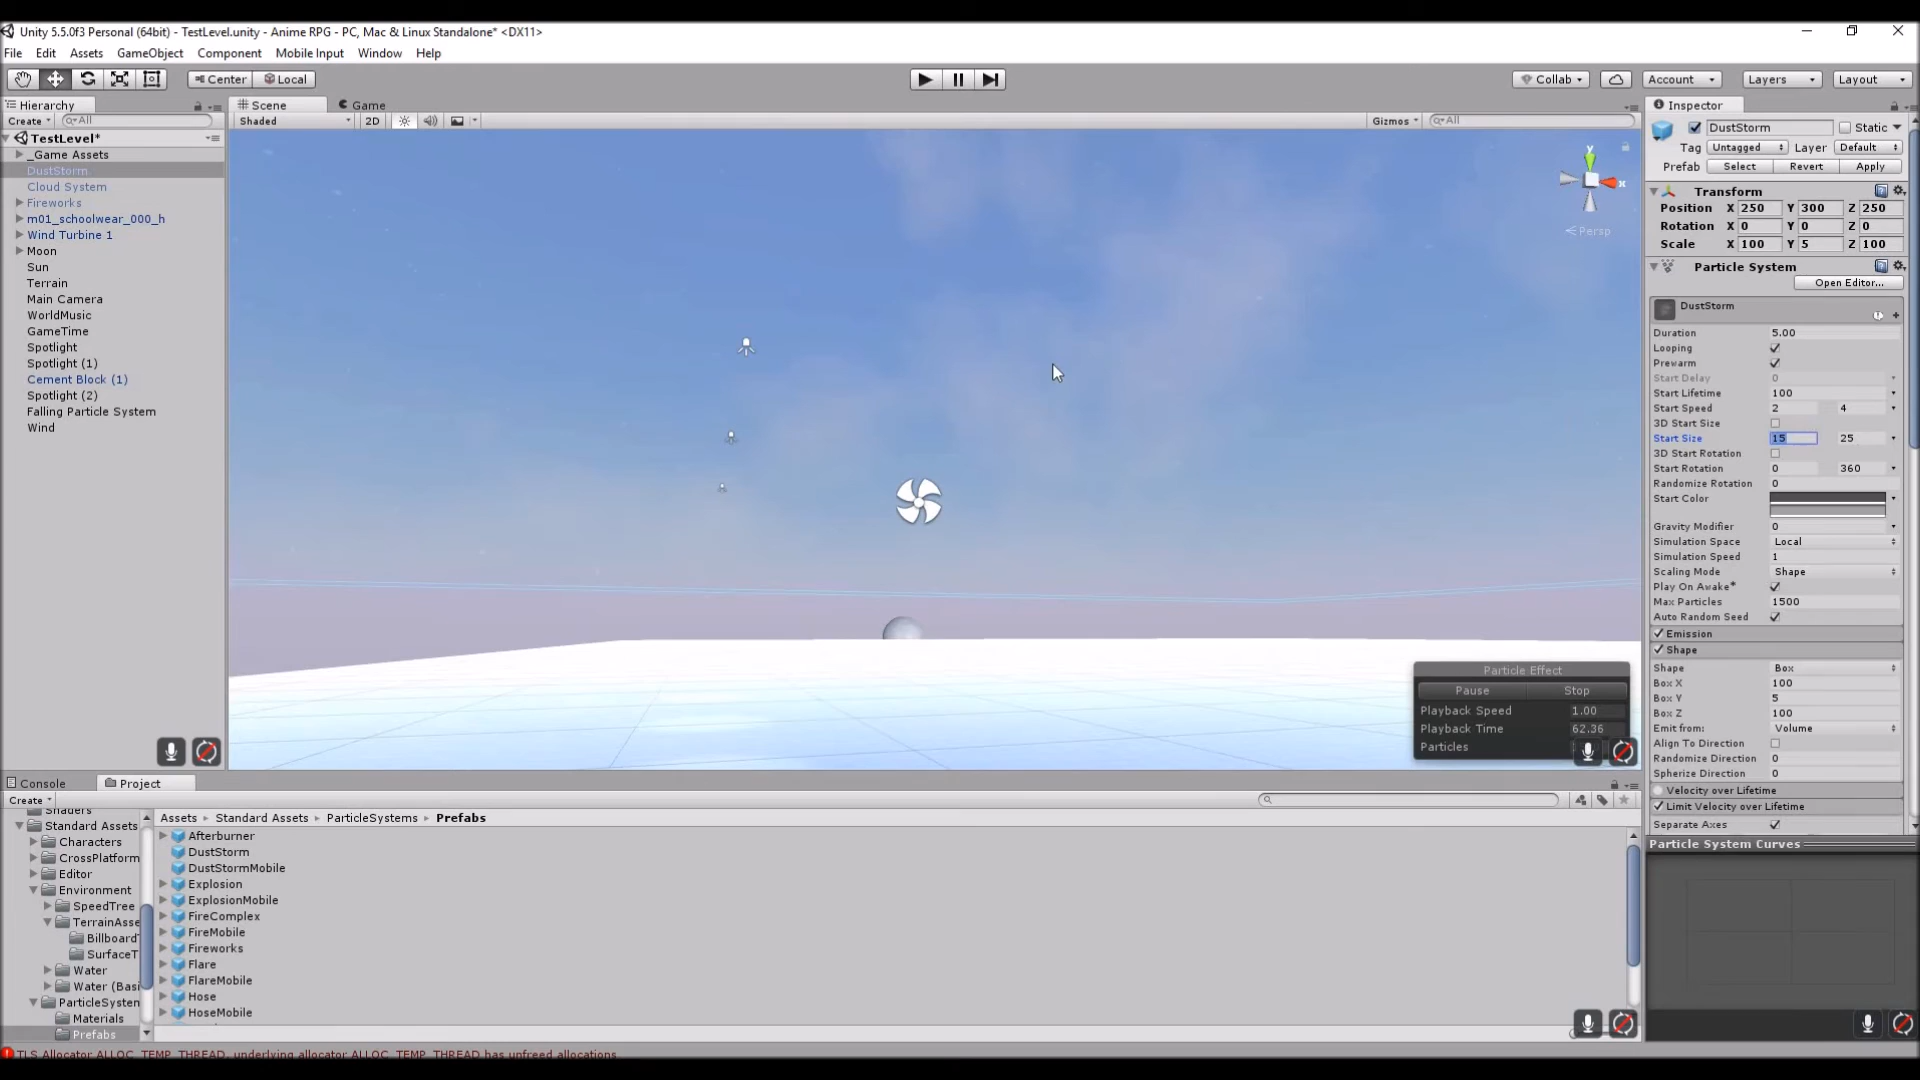 Unity 5.5.0f3 Personal (64bit) - TestLevel.unity - Anime RPG - PC, Mac & Linux Standalone* <DX11>
File Edit Assets GameObject Component Mobile Input Window Help
Center Local Collab Account Layers Layout
Hierarchy
Create All
TestLevel*
_Game Assets
DustStorm
Cloud System
Fireworks
m01_schoolwear_000_h
Wind Turbine 1
Moon
Sun
Terrain
Main Camera
WorldMusic
GameTime
Spotlight
Spotlight (1)
Cement Block (1)
Spotlight (2)
Falling Particle System
Wind
Scene Game
Shaded 2D Gizmos All
y
x
Persp
Particle Effect
Pause Stop
Playback Speed 1.00
Playback Time 62.36
Particles
Inspector
DustStorm Static
Tag Untagged Layer Default
Prefab Select Revert Apply
Transform
Position X 250 Y 300 Z 250
Rotation X 0 Y 0 Z 0
Scale X 100 Y 5 Z 100
Particle System
Open Editor...
DustStorm
Duration 5.00
Looping
Prewarm
Start Delay 0
Start Lifetime 100
Start Speed 2 4
3D Start Size
Start Size 15 25
3D Start Rotation
Start Rotation 0 360
Randomize Rotation 0
Start Color
Gravity Modifier 0
Simulation Space Local
Simulation Speed 1
Scaling Mode Shape
Play On Awake*
Max Particles 1500
Auto Random Seed
Emission
Shape
Shape Box
Box X 100
Box Y 5
Box Z 100
Emit from: Volume
Align To Direction
Randomize Direction 0
Spherize Direction 0
Velocity over Lifetime
Limit Velocity over Lifetime
Separate Axes
Particle System Curves
Console Project
Create
Shaders
Standard Assets
Characters
CrossPlatform
Editor
Environment
SpeedTree
TerrainAsse
Billboard
SurfaceT
Water
Water (Basi
ParticleSystem
Materials
Prefabs
Assets Standard Assets ParticleSystems Prefabs
Afterburner
DustStorm
DustStormMobile
Explosion
ExplosionMobile
FireComplex
FireMobile
Fireworks
Flare
FlareMobile
Hose
HoseMobile
TLS Allocator ALLOC_TEMP_THREAD, underlying allocator ALLOC_TEMP_THREAD has unfreed allocations